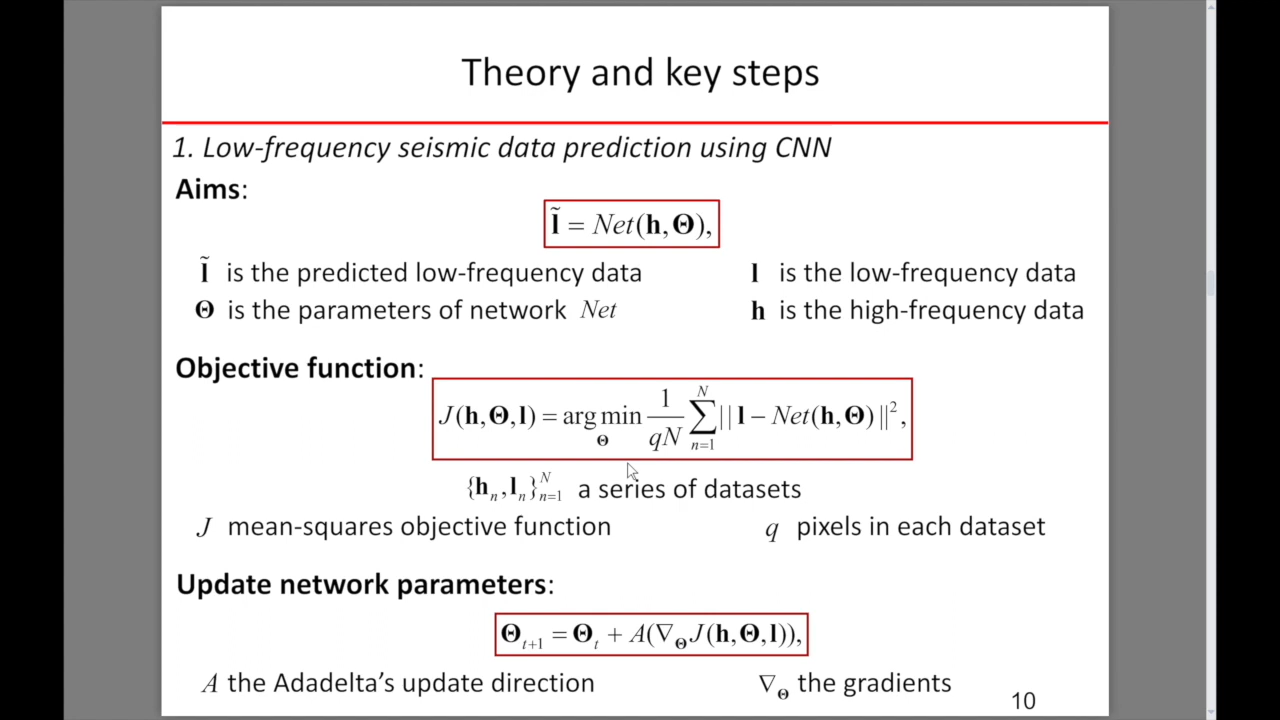 Theory and key steps
1. Low-frequency seismic data prediction using CNN
Aims:
l̃ = Net(h, Θ),
l̃ is the predicted low-frequency data
l is the low-frequency data
Θ is the parameters of network Net
h is the high-frequency data
Objective function:
J(h, Θ, l) = arg min_Θ 1/(qN) ∑_{n=1}^{N} || l − Net(h, Θ) ||²,
{h_n, l_n}_{n=1}^{N} a series of datasets
J mean-squares objective function
q pixels in each dataset
Update network parameters:
Θ_{t+1} = Θ_t + A(∇_Θ J(h, Θ, l)),
A the Adadelta's update direction
∇_Θ the gradients
10